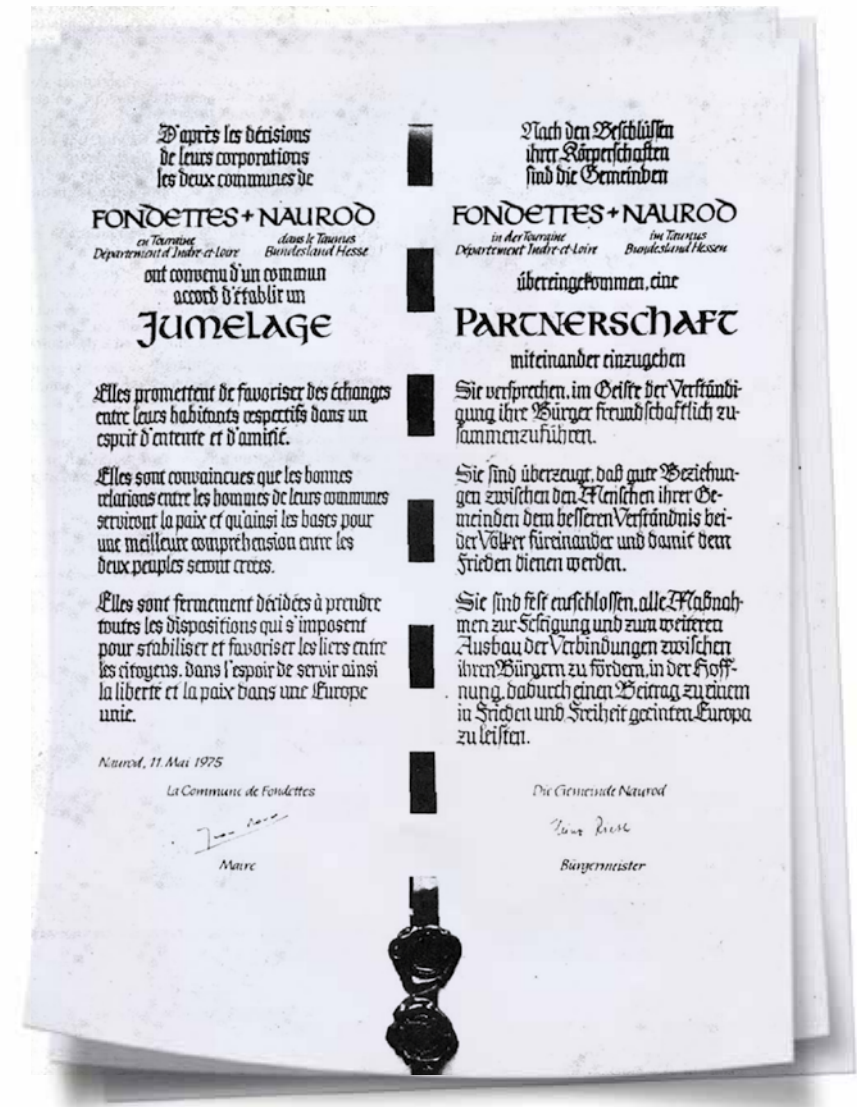 D'après les décisions
de leurs corporations
les deux communes de
FONDETTES + NAUROD
en Touraine dans le Taunus
Département d'Indre-et-Loire Bundesland Hesse
ont convenu d'un commun
accord d'établir un
JUMELAGE
Elles promettent de favoriser des échanges
entre leurs habitants respectifs dans un
esprit d'entente et d'amitié.
Elles sont convaincues que les bonnes
relations entre les hommes de leurs communes
serviront la paix et qu'ainsi les bases pour
une meilleure compréhension entre les
deux peuples seront créées.
Elles sont fermement décidées à prendre
toutes les dispositions qui s'imposent
pour stabiliser et favoriser les liers entre
les citoyens, dans l'espoir de servir ainsi
la liberté et la paix dans une Europe
unie.
Naurod, 11. Mai 1975
La Commune de Fondettes
Maire
Nach den Beschlüssen
ihrer Körperschaften
sind die Gemeinden
FONDETTES + NAUROD
in der Touraine im Taunus
Département Indre-et-Loire Bundesland Hessen
übereingekommen, eine
PARTNERSCHAFT
miteinander einzugehen
Sie versprechen, im Geiste der Verständi-
gung ihre Bürger freundschaftlich zu-
sammenzuführen.
Sie sind überzeugt, daß gute Beziehun-
gen zwischen den Menschen ihrer Ge-
meinden dem besseren Verständnis bei-
der Völker füreinander und damit dem
Frieden dienen werden.
Sie sind fest entschlossen, alle Maßnah-
men zur Festigung und zum weiteren
Ausbau der Verbindungen zwischen
ihren Bürgern zu fördern, in der Hoff-
nung, dadurch einen Beitrag zu einem
in Frieden und Freiheit geeinten Europa
zu leisten.
Die Gemeinde Naurod
Bürgermeister